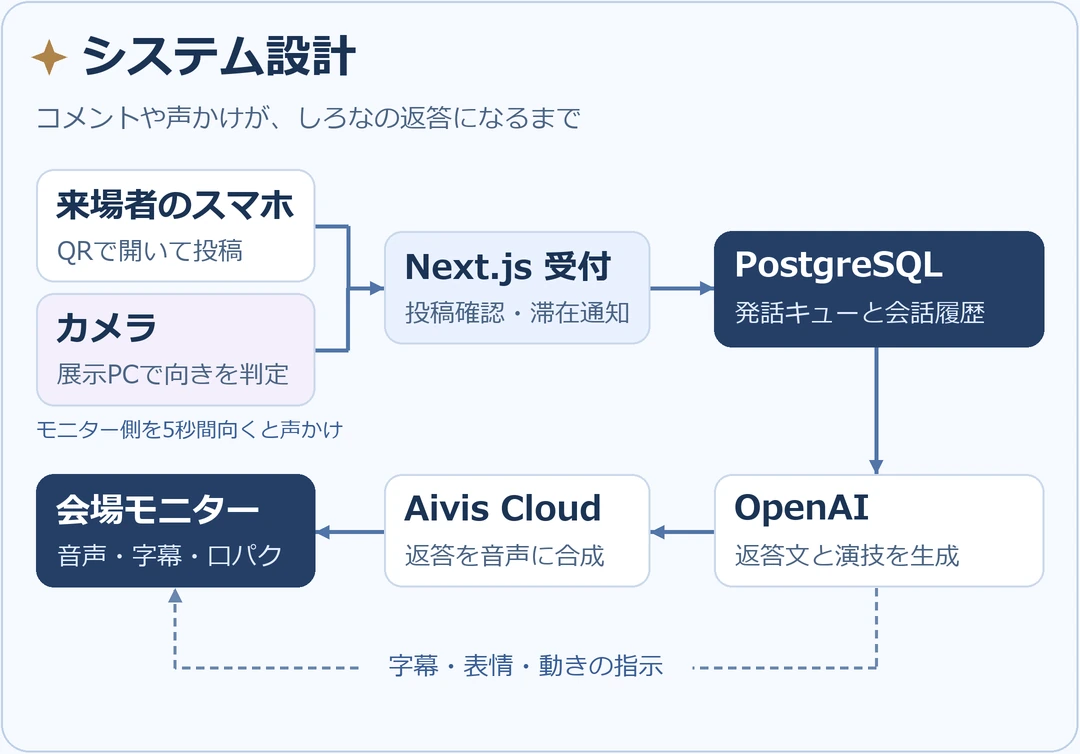 システム設計
コメントや声かけが、しろなの返答になるまで
来場者のスマホ
QRで開いて投稿
カメラ
展示PCで向きを判定
モニター側を5秒間向くと声かけ
Next.js 受付
投稿確認・滞在通知
PostgreSQL
発話キューと会話履歴
OpenAI
返答文と演技を生成
Aivis Cloud
返答を音声に合成
会場モニター
音声・字幕・口パク
字幕・表情・動きの指示